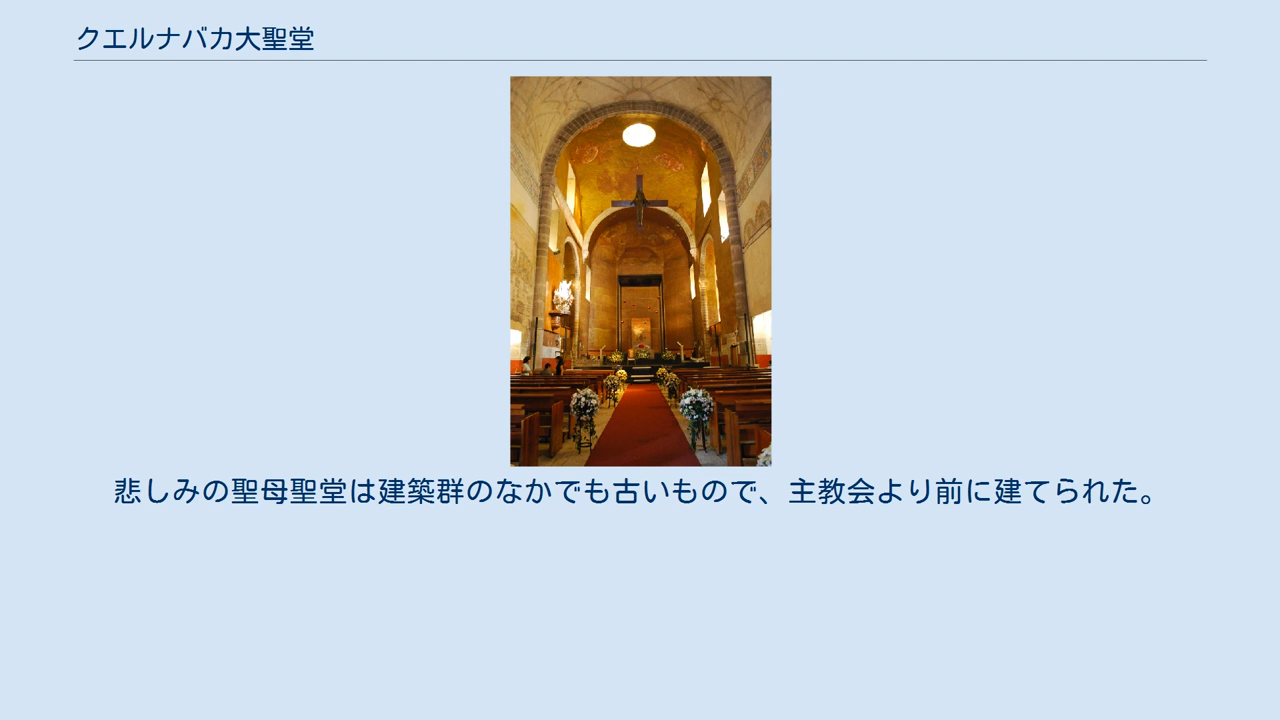 クエルナバカ大聖堂
悲しみの聖母聖堂は建築群のなかでも古いもので、主教会より前に建てられた。